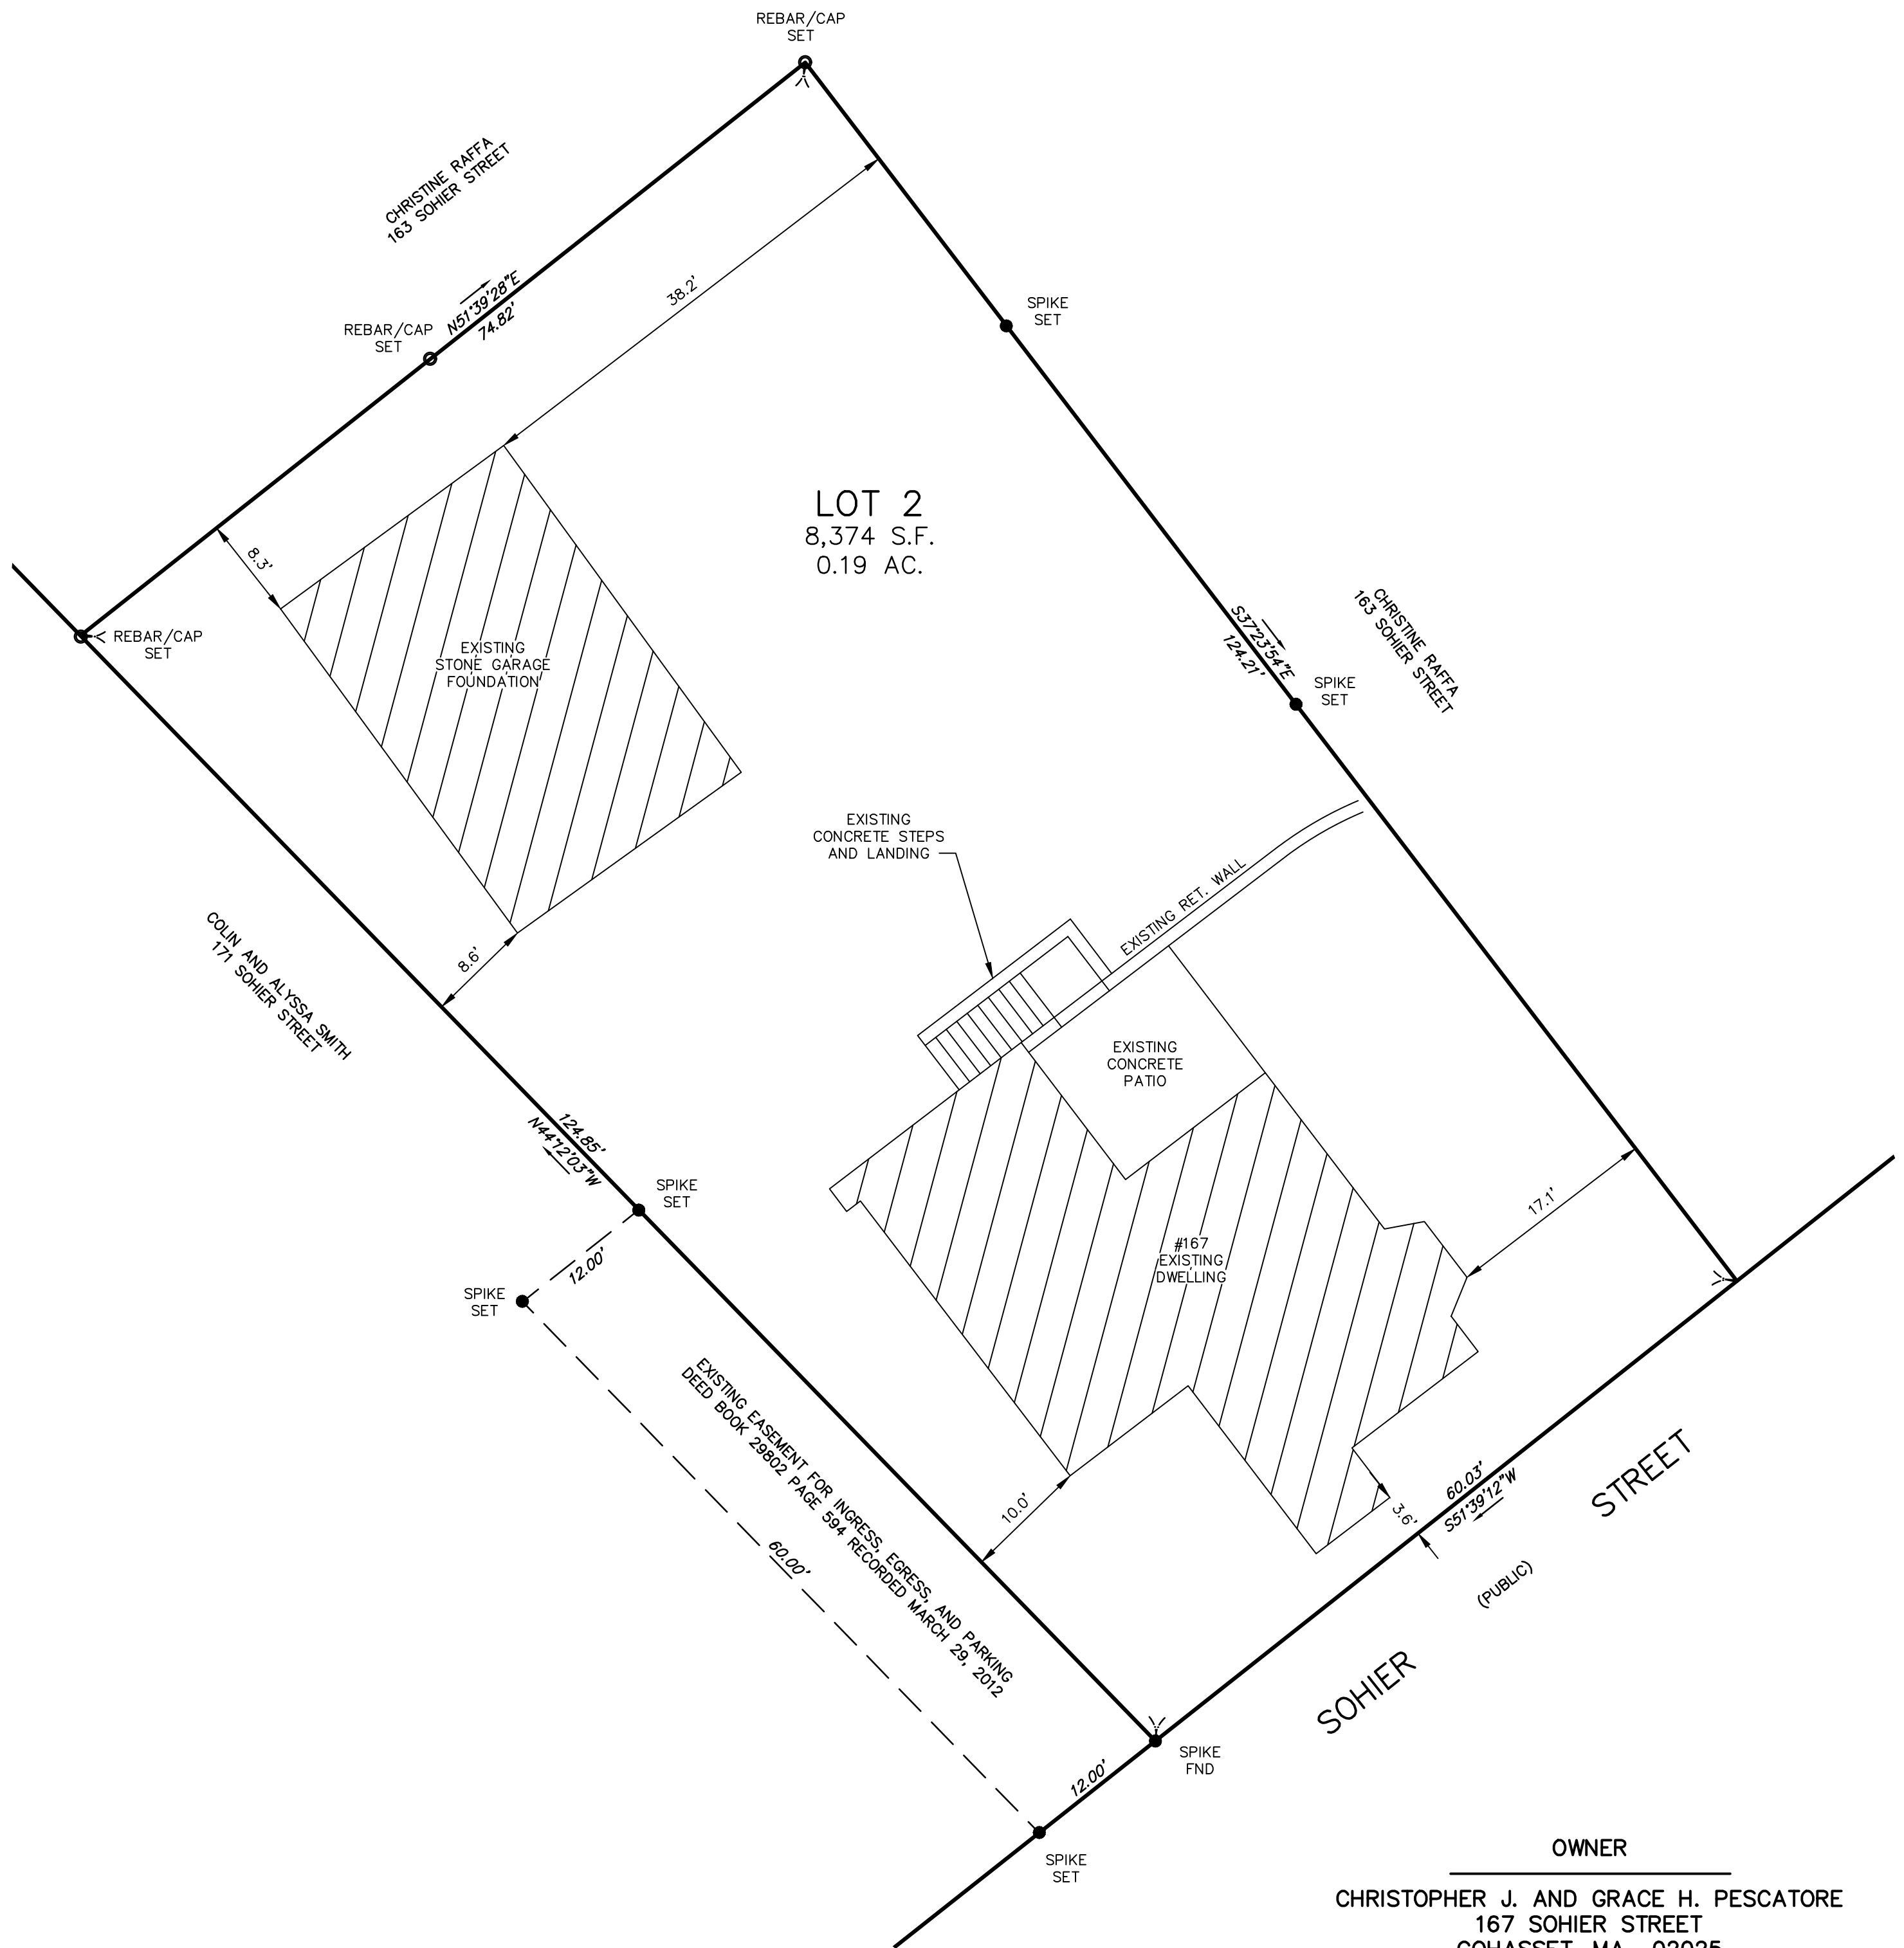 REBAR/CAP
SET
CHRISTINE RAFFA
163 SOHIER STREET
N51°39'28"E
74.82'
REBAR/CAP
SET
38.2'
SPIKE
SET
LOT 2
8,374 S.F.
0.19 AC.
8.3'
REBAR/CAP
SET
EXISTING
STONE GARAGE
FOUNDATION
S37°23'54"E
124.21'
CHRISTINE RAFFA
163 SOHIER STREET
SPIKE
SET
EXISTING
CONCRETE STEPS
AND LANDING
EXISTING RET. WALL
8.6'
COLIN AND ALYSSA SMITH
171 SOHIER STREET
EXISTING
CONCRETE
PATIO
124.85'
N44°12'03"W
SPIKE
SET
12.00'
SPIKE
SET
17.1'
#167
EXISTING
DWELLING
EXISTING EASEMENT FOR INGRESS, EGRESS, AND PARKING
DEED BOOK 29802 PAGE 594 RECORDED MARCH 29, 2012
60.00'
10.0'
3.6'
60.03'
S51°39'12"W
SOHIER STREET
(PUBLIC)
SPIKE
FND
12.00'
SPIKE
SET
OWNER
CHRISTOPHER J. AND GRACE H. PESCATORE
167 SOHIER STREET
COHASSET, MA 02025